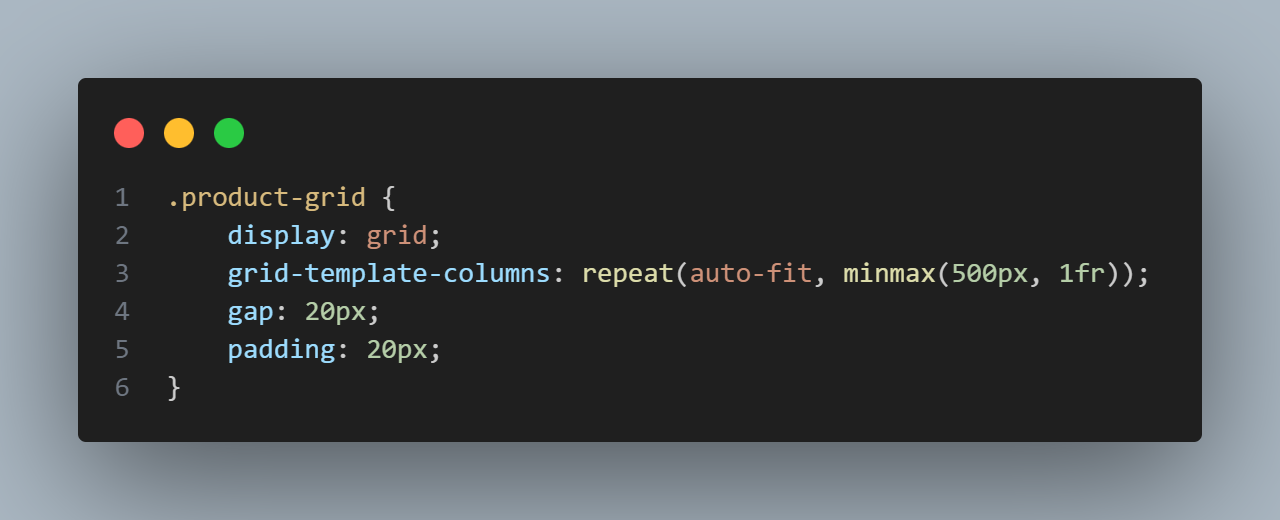 1 .product-grid {
2     display: grid;
3     grid-template-columns: repeat(auto-fit, minmax(500px, 1fr));
4     gap: 20px;
5     padding: 20px;
6 }